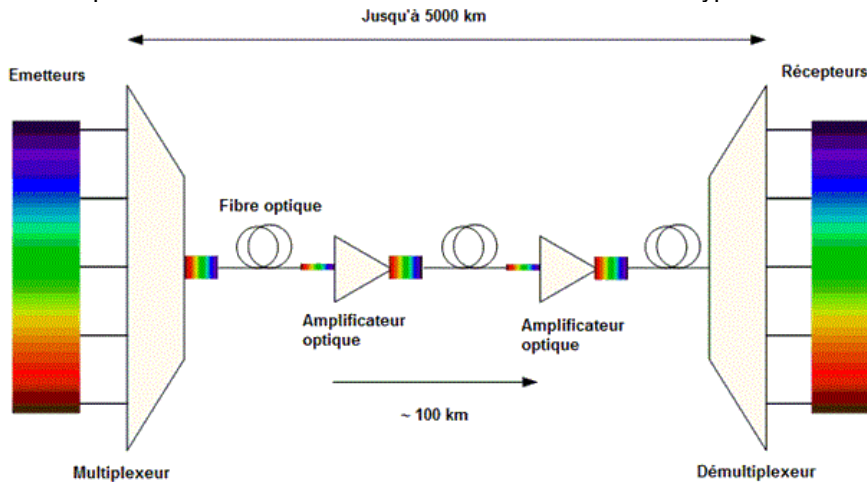 Jusqu'à 5000 km
Emetteurs
Récepteurs
Fibre optique
Amplificateur
optique
Amplificateur
optique
~ 100 km
Multiplexeur
Démultiplexeur